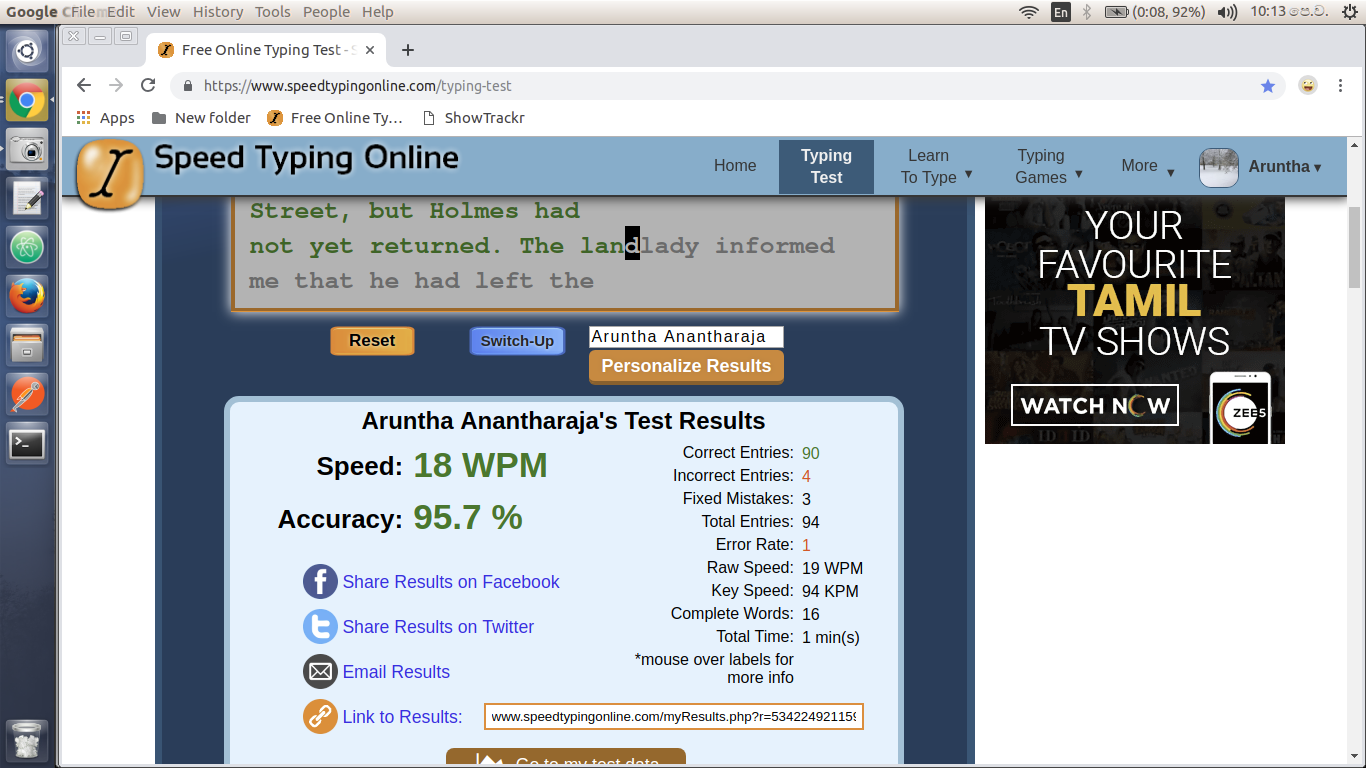 Google Chrome File Edit View History Tools People Help En (0:08, 92%) 10:13 පෙ.ව.
Free Online Typing Test - S
https://www.speedtypingonline.com/typing-test
Apps New folder Free Online Ty... ShowTrackr
Speed Typing Online Home Typing Test Learn To Type ▼ Typing Games ▼ More ▼ Aruntha ▾
Street, but Holmes had
not yet returned. The landlady informed
me that he had left the
Reset Switch-Up Aruntha Anantharaja
Personalize Results
Aruntha Anantharaja's Test Results
Speed: 18 WPM
Accuracy: 95.7 %
Share Results on Facebook
Share Results on Twitter
Email Results
Link to Results: www.speedtypingonline.com/myResults.php?r=534224921159
Correct Entries: 90
Incorrect Entries: 4
Fixed Mistakes: 3
Total Entries: 94
Error Rate: 1
Raw Speed: 19 WPM
Key Speed: 94 KPM
Complete Words: 16
Total Time: 1 min(s)
*mouse over labels for
more info
Go to my test data
YOUR
FAVOURITE
TAMIL
TV SHOWS
WATCH NOW
ZEE5